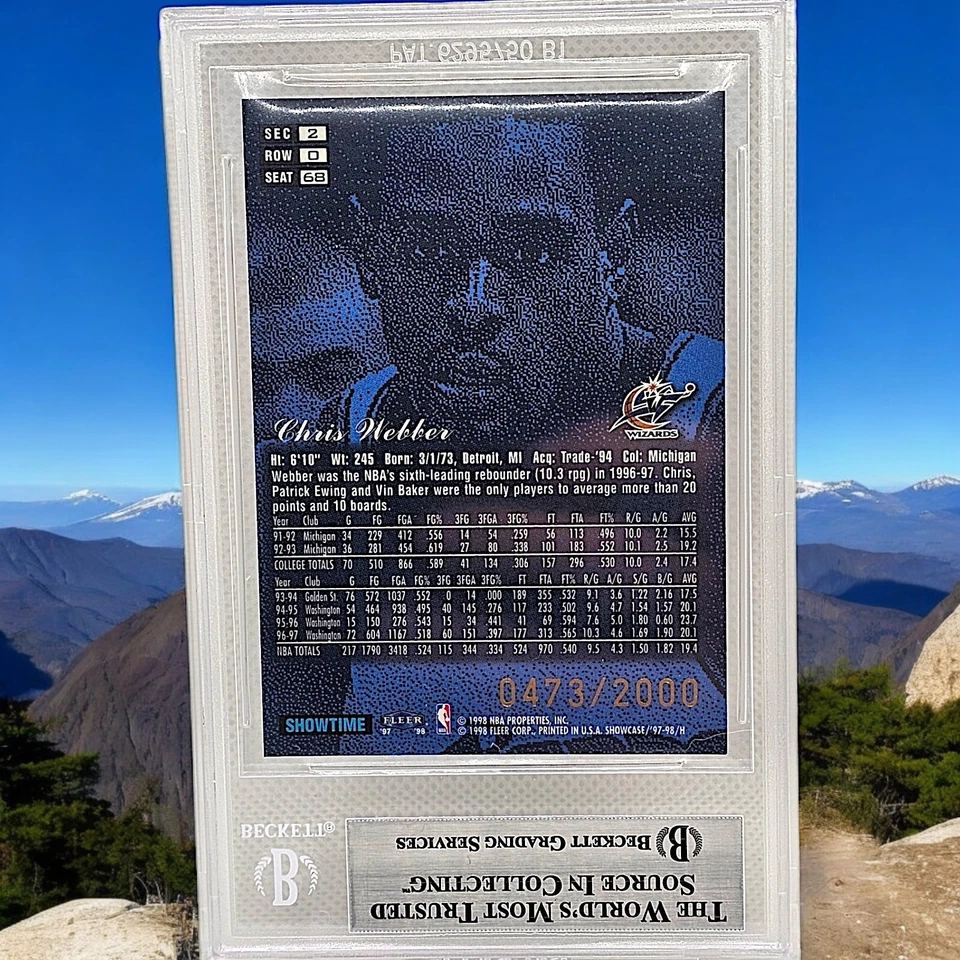 PAT.6295750 B1
SEC 2
ROW 0
SEAT 68
WIZARDS
Chris Webber
Ht: 6'10" Wt: 245 Born: 3/1/73, Detroit, MI Acq: Trade-'94 Col: Michigan
Webber was the NBA's sixth-leading rebounder (10.3 rpg) in 1996-97. Chris,
Patrick Ewing and Vin Baker were the only players to average more than 20
points and 10 boards.
Year Club G FG FGA FG% 3FG 3FGA 3FG% FT FTA FT% R/G A/G AVG
91-92 Michigan 34 229 412 .556 14 54 .259 56 113 .496 10.0 2.2 15.5
92-93 Michigan 36 281 454 .619 27 80 .338 101 183 .552 10.1 2.5 19.2
COLLEGE TOTALS 70 510 866 .589 41 134 .306 157 296 .530 10.0 2.4 17.4
Year Club G FG FGA FG% 3FG 3FGA 3FG% FT FTA FT% R/G A/G S/G B/G AVG
93-94 Golden St. 76 572 1037 .552 0 14 .000 189 355 .532 9.1 3.6 1.22 2.16 17.5
94-95 Washington 54 464 938 .495 40 145 .276 117 233 .502 9.6 4.7 1.54 1.57 20.1
95-96 Washington 15 150 276 .543 15 34 .441 41 69 .594 7.6 5.0 1.80 0.60 23.7
96-97 Washington 72 604 1167 .518 60 151 .397 177 313 .565 10.3 4.6 1.69 1.90 20.1
NBA TOTALS 217 1790 3418 .524 115 344 .334 524 970 .540 9.5 4.3 1.50 1.82 19.4
0473/2000
SHOWTIME FLEER '97 '98 NBA © 1998 NBA PROPERTIES, INC.
© 1998 FLEER CORP., PRINTED IN U.S.A. SHOWCASE/'97-98/H
BECKETT®
B
THE WORLD'S MOST TRUSTED
SOURCE IN COLLECTING™
B BECKETT GRADING SERVICES